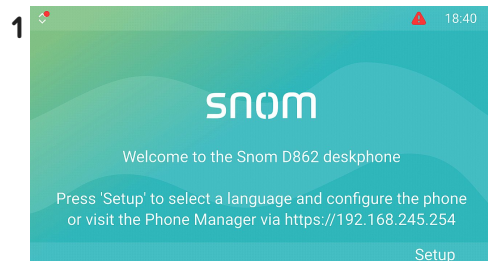 1
18:40
snom
Welcome to the Snom D862 deskphone
Press 'Setup' to select a language and configure the phone
or visit the Phone Manager via https://192.168.245.254
Setup